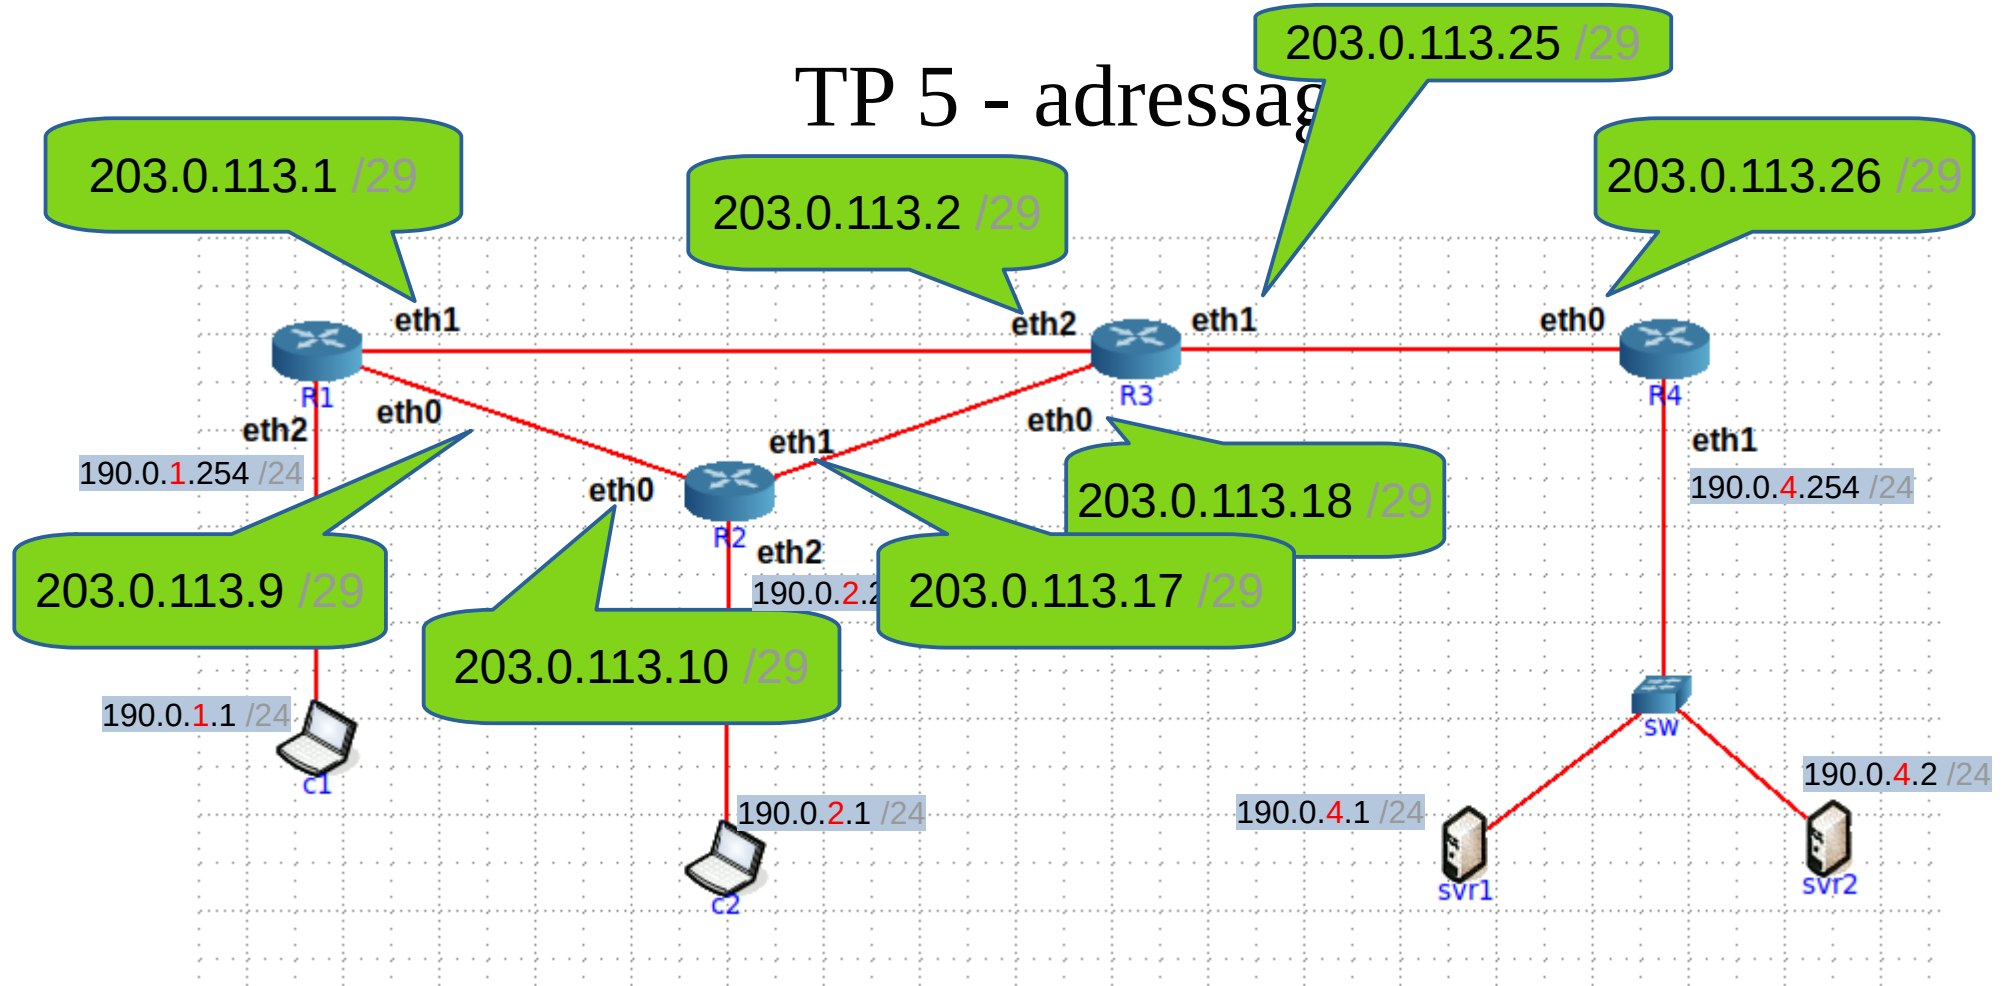 203.0.113.25 /29
TP 5 - adressag
203.0.113.1 /29
203.0.113.2 /29
203.0.113.26 /29
eth1
eth2
eth1
eth0
R1
R3
R4
eth2
eth0
eth0
eth1
eth1
190.0.1.254 /24
eth0
203.0.113.18 /29
190.0.4.254 /24
R2
eth2
203.0.113.9 /29
190.0.2.2
203.0.113.17 /29
203.0.113.10 /29
190.0.1.1 /24
sw
c1
190.0.4.2 /24
190.0.2.1 /24
190.0.4.1 /24
svr1
svr2
c2